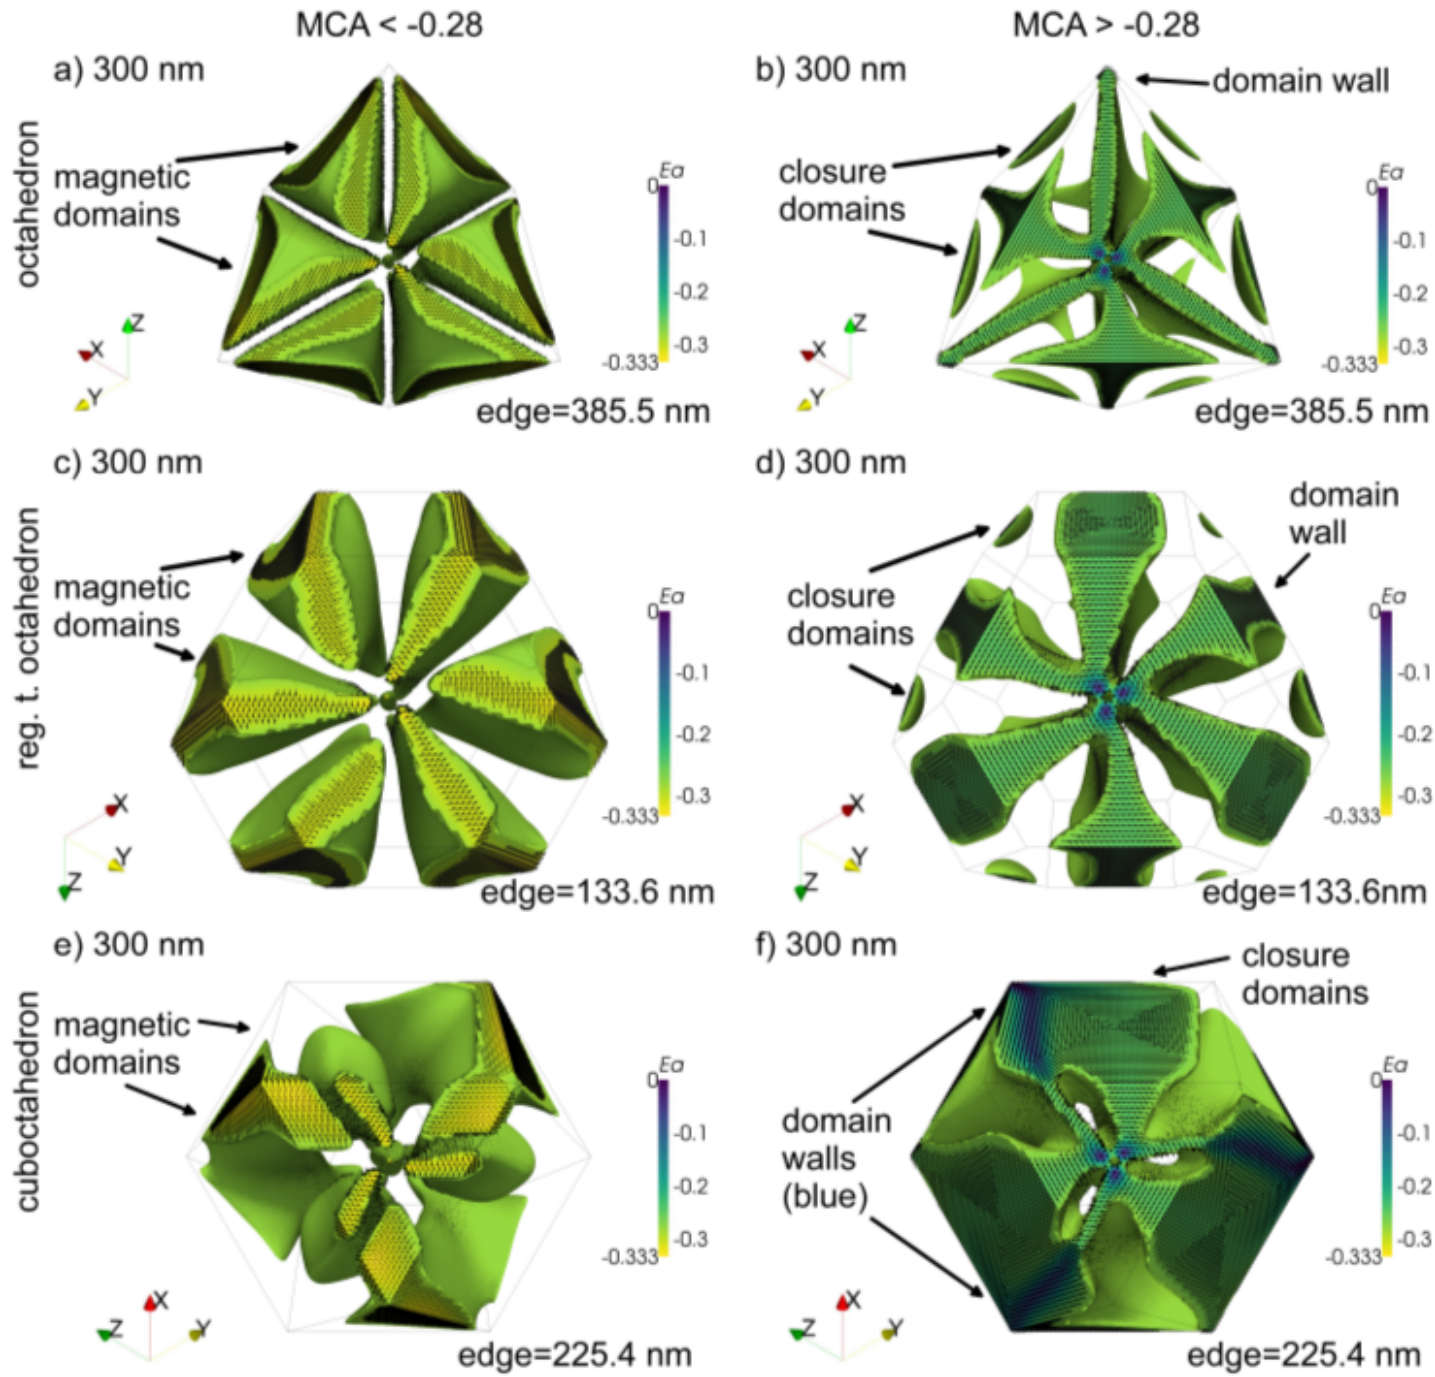 MCA < -0.28
MCA > -0.28
a) 300 nm
octahedron
magnetic
domains
Ea
0
-0.1
-0.2
-0.3
-0.333
X
Z
Y
edge=385.5 nm
b) 300 nm
domain wall
closure
domains
Ea
0
-0.1
-0.2
-0.3
-0.333
X
Z
Y
edge=385.5 nm
c) 300 nm
reg. t. octahedron
magnetic
domains
Ea
0
-0.1
-0.2
-0.3
-0.333
X
Y
Z
edge=133.6 nm
d) 300 nm
domain
wall
closure
domains
Ea
0
-0.1
-0.2
-0.3
-0.333
X
Y
Z
edge=133.6nm
e) 300 nm
cuboctahedron
magnetic
domains
Ea
0
-0.1
-0.2
-0.3
-0.333
X
Z
Y
edge=225.4 nm
f) 300 nm
closure
domains
domain
walls
(blue)
Ea
0
-0.1
-0.2
-0.3
-0.333
X
Z
Y
edge=225.4 nm